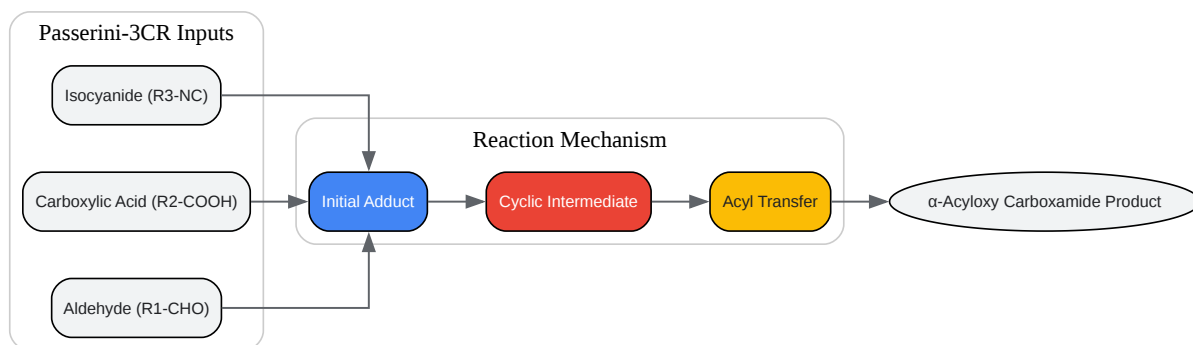 Passerini-3CR Inputs
Isocyanide (R3-NC)
Carboxylic Acid (R2-COOH)
Aldehyde (R1-CHO)
Reaction Mechanism
Initial Adduct
Cyclic Intermediate
Acyl Transfer
α-Acyloxy Carboxamide Product